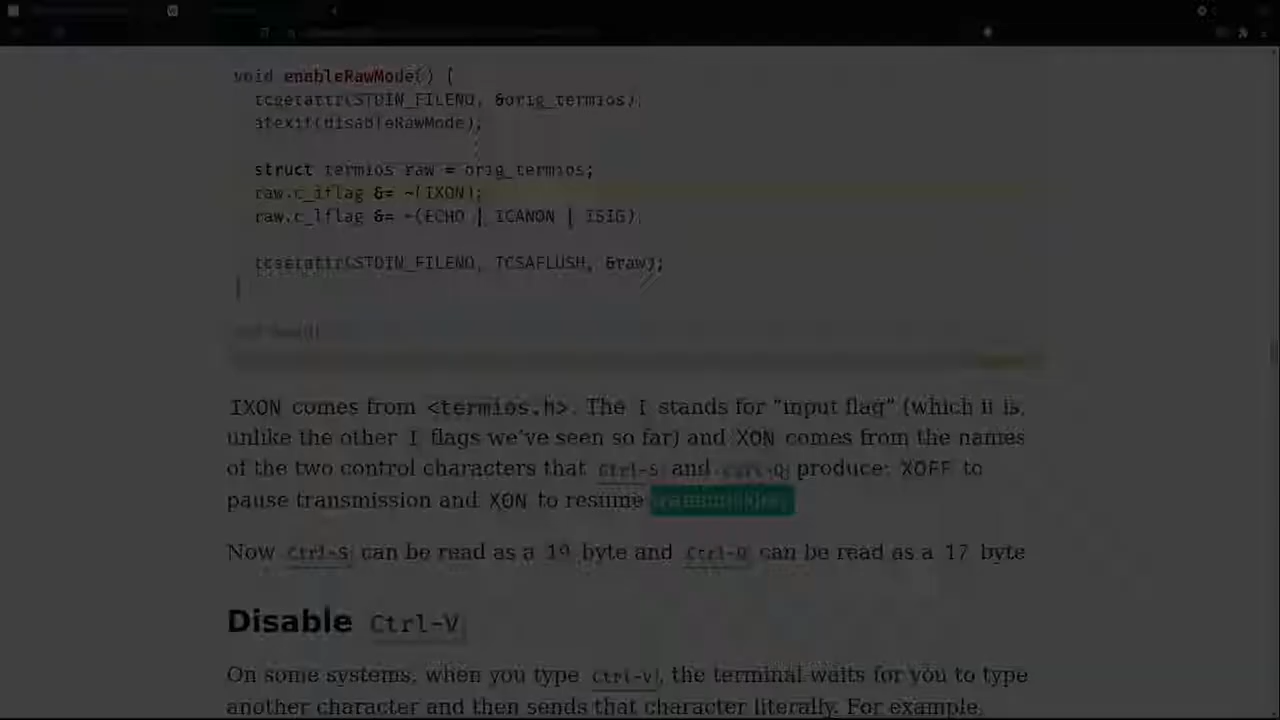 void enableRawMode() {
tcgetattr(STDIN_FILENO, &orig_termios);
atexit(disableRawMode);
struct termios raw = orig_termios;
raw.c_iflag &= ~(IXON);
raw.c_lflag &= ~(ECHO | ICANON | ISIG);
tcsetattr(STDIN_FILENO, TCSAFLUSH, &raw);
}
IXON comes from <termios.h>. The I stands for “input flag” (which it is,
unlike the other I flags we’ve seen so far) and XON comes from the names
of the two control characters that Ctrl-S and Ctrl-Q produce: XOFF to
pause transmission and XON to resume transmission.
Now Ctrl-S can be read as a 19 byte and Ctrl-Q can be read as a 17 byte
Disable Ctrl-V
On some systems, when you type Ctrl-V, the terminal waits for you to type
another character and then sends that character literally. For example,